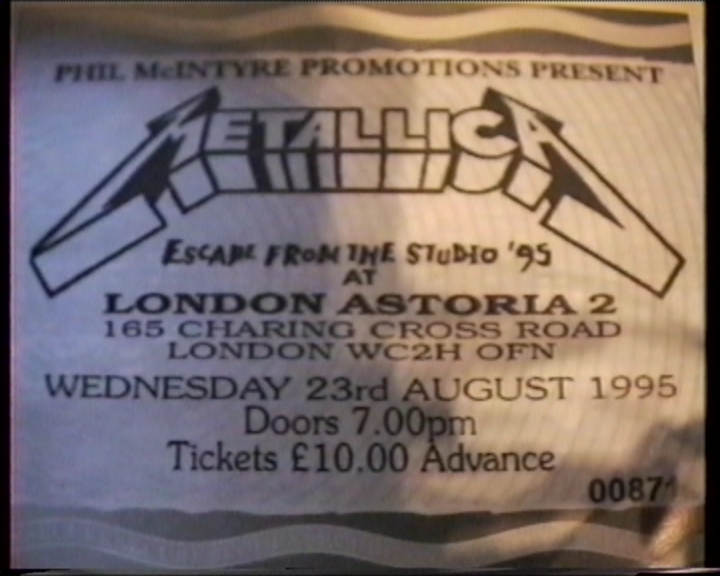 PHIL McINTYRE PROMOTIONS PRESENT
METALLICA
ESCAPE FROM THE STUDIO '95
AT
LONDON ASTORIA 2
165 CHARING CROSS ROAD
LONDON WC2H OFN
WEDNESDAY 23rd AUGUST 1995
Doors 7.00pm
Tickets £10.00 Advance